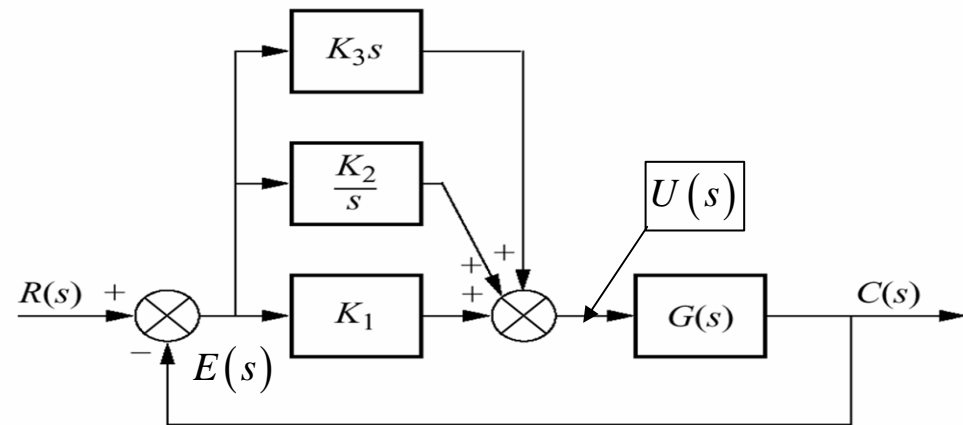 K₃s
K₂
s
U(s)
+
+
R(s) +
+
K₁
G(s)
C(s)
−
E(s)